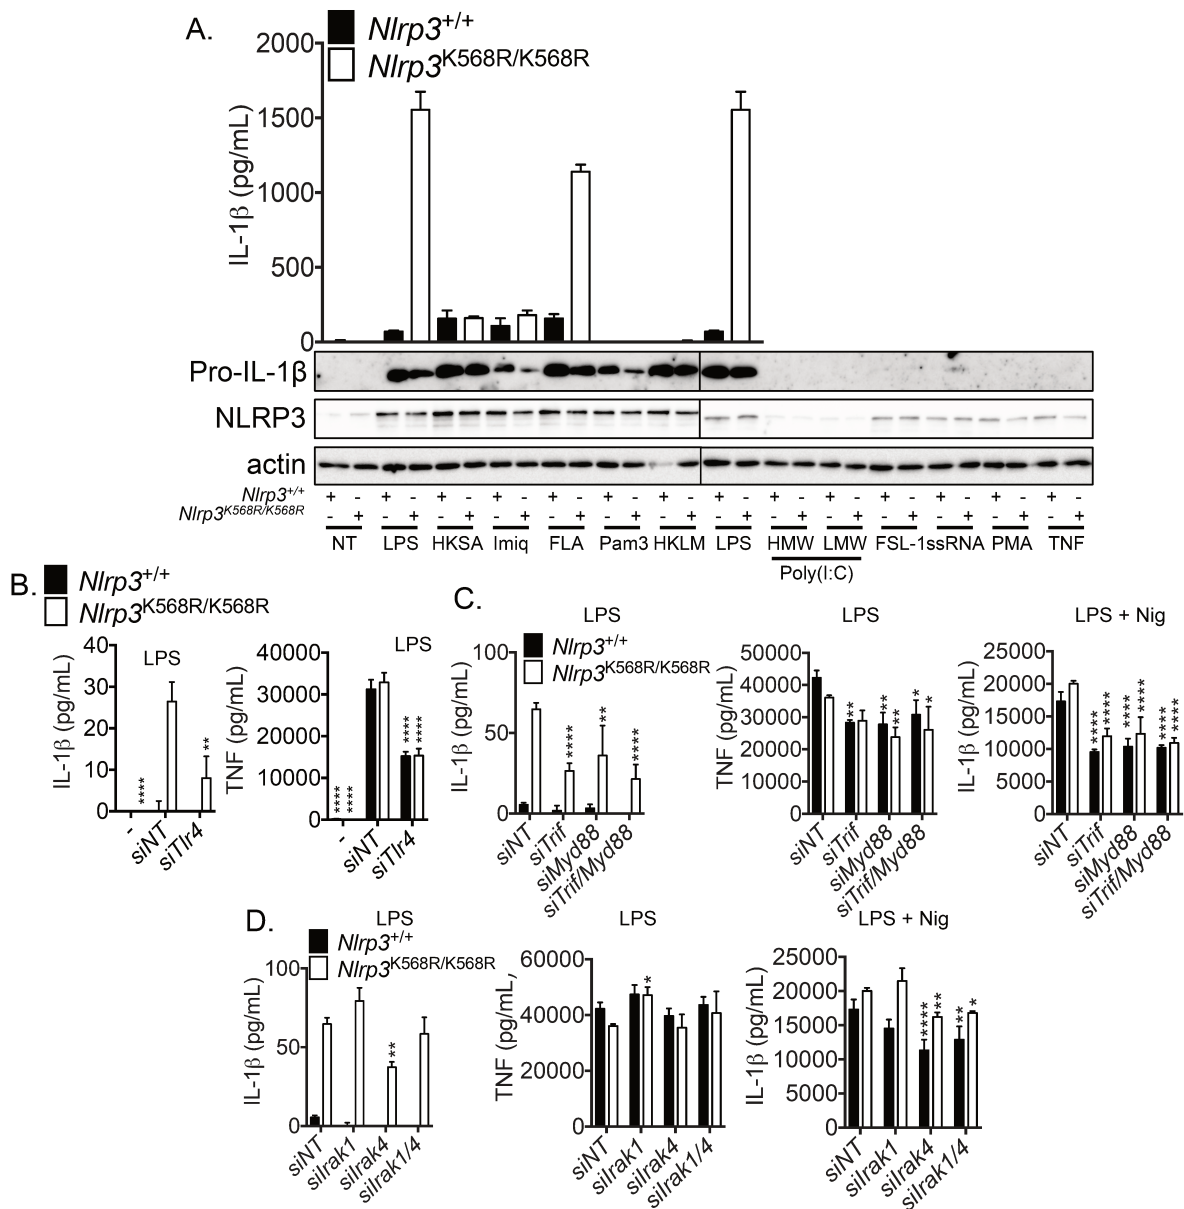 A.
Nlrp3+/+
Nlrp3K568R/K568R
IL-1β (pg/mL)
2000
1500
1000
500
0
Pro-IL-1β
NLRP3
actin
Nlrp3+/+ + - + - + - + - + - + - + - + - + - + - + - + - + - + -
Nlrp3K568R/K568R - + - + - + - + - + - + - + - + - + - + - + - + - + - +
NT LPS HKSA Imiq FLA Pam3 HKLM LPS HMW LMW FSL-1 ssRNA PMA TNF
Poly(I:C)
B.
Nlrp3+/+
Nlrp3K568R/K568R
LPS
IL-1β (pg/mL)
40
30
20
10
0
****
**
- siNT siTlr4
LPS
TNF (pg/mL)
40000
30000
20000
10000
0
**** **** **** ****
- siNT siTlr4
C.
LPS
Nlrp3+/+
Nlrp3K568R/K568R
IL-1β (pg/mL)
100
50
0
**** ** ****
siNT siTrif siMyd88 siTrif/Myd88
LPS
TNF (pg/mL)
50000
40000
30000
20000
10000
0
** ** ** * *
siNT siTrif siMyd88 siTrif/Myd88
LPS + Nig
IL-1β (pg/mL)
25000
20000
15000
10000
5000
0
**** **** **** **** **** ****
siNT siTrif siMyd88 siTrif/Myd88
D.
LPS
Nlrp3+/+
Nlrp3K568R/K568R
IL-1β (pg/mL)
100
50
0
**
siNT siIrak1 siIrak4 siIrak1/4
LPS
TNF (pg/mL,
60000
40000
20000
0
*
siNT siIrak1 siIrak4 siIrak1/4
LPS + Nig
IL-1β (pg/mL)
25000
20000
15000
10000
5000
0
**** ** ** *
siNT siIrak1 siIrak4 siIrak1/4